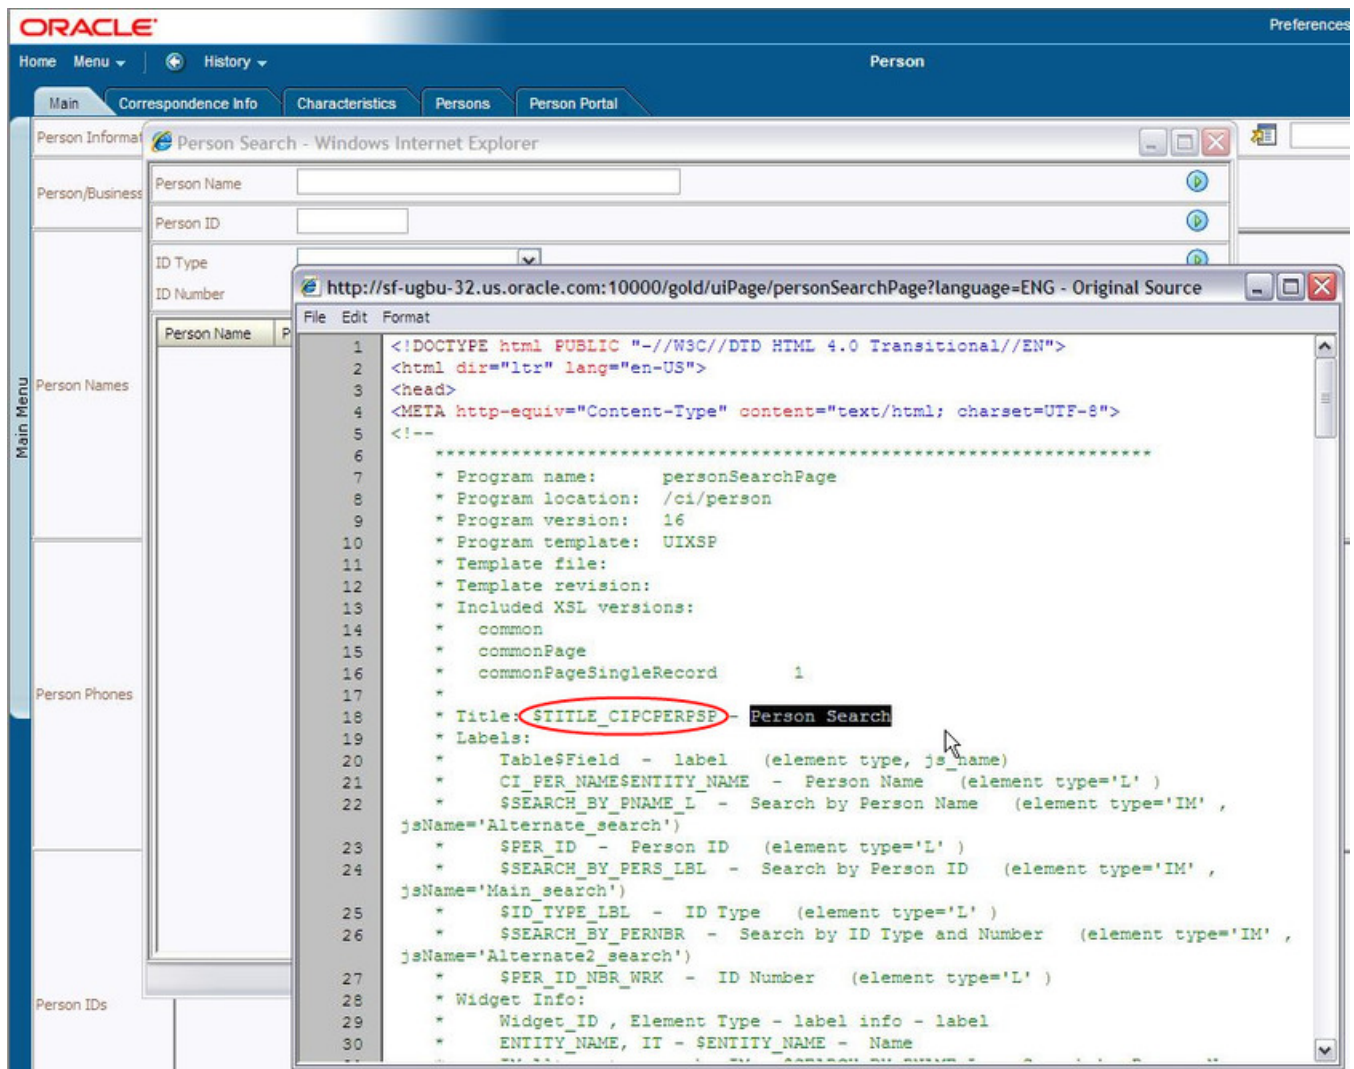 ORACLE
Preferences
Home Menu History Person
Main Correspondence Info Characteristics Persons Person Portal
Person Informat
Person Search - Windows Internet Explorer
Person/Business
Person Name
Person ID
ID Type
ID Number
Person Name P
Main Menu
Person Names
Person Phones
Person IDs
http://sf-ugbu-32.us.oracle.com:10000/gold/uiPage/personSearchPage?language=ENG - Original Source
File Edit Format
1 <!DOCTYPE html PUBLIC "-//W3C//DTD HTML 4.0 Transitional//EN">
2 <html dir="ltr" lang="en-US">
3 <head>
4 <META http-equiv="Content-Type" content="text/html; charset=UTF-8">
5 <!--
6 ******************************************************************
7 * Program name: personSearchPage
8 * Program location: /ci/person
9 * Program version: 16
10 * Program template: UIXSP
11 * Template file:
12 * Template revision:
13 * Included XSL versions:
14 * common
15 * commonPage
16 * commonPageSingleRecord 1
17 *
18 * Title: $TITLE_CIPCPERPSP - Person Search
19 * Labels:
20 * Table$Field - label (element type, js_name)
21 * CI_PER_NAME$ENTITY_NAME - Person Name (element type='L' )
22 * $SEARCH_BY_PNAME_L - Search by Person Name (element type='IM' ,
jsName='Alternate_search')
23 * $PER_ID - Person ID (element type='L' )
24 * $SEARCH_BY_PERS_LBL - Search by Person ID (element type='IM' ,
jsName='Main_search')
25 * $ID_TYPE_LBL - ID Type (element type='L' )
26 * $SEARCH_BY_PERNBR - Search by ID Type and Number (element type='IM' ,
jsName='Alternate2_search')
27 * $PER_ID_NBR_WRK - ID Number (element type='L' )
28 * Widget Info:
29 * Widget_ID , Element Type - label info - label
30 * ENTITY_NAME, IT - $ENTITY_NAME - Name